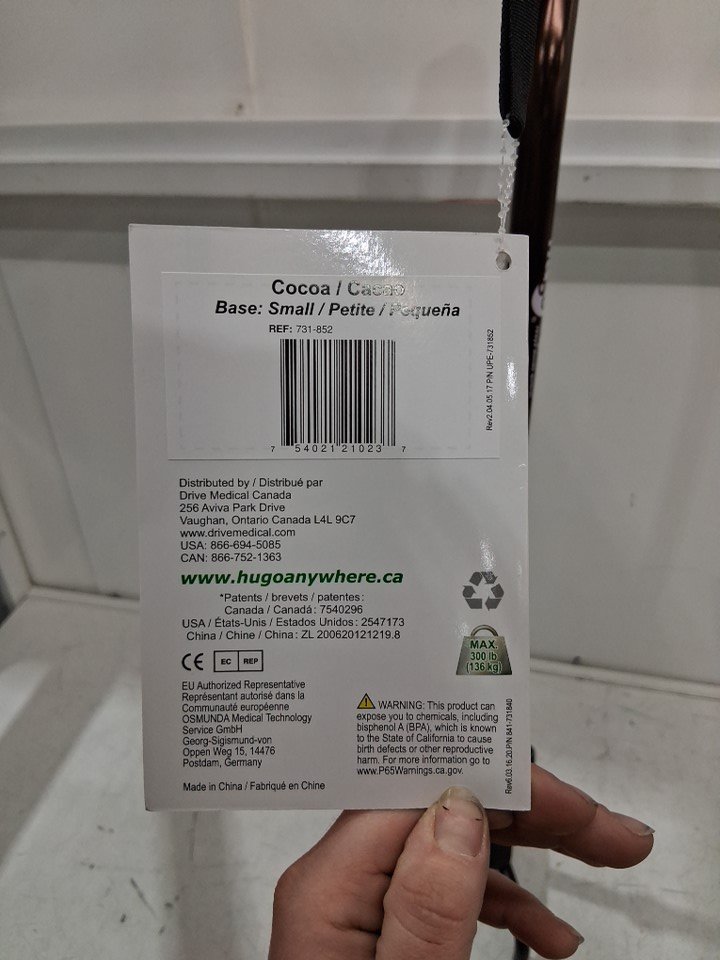 Cocoa / Cacao
Base: Small / Petite / Pequeña
REF: 731-852
7 54021 21023 7
Rev2.04.05.17 P/N UPE-731852
Distributed by / Distribué par
Drive Medical Canada
256 Aviva Park Drive
Vaughan, Ontario Canada L4L 9C7
www.drivemedical.com
USA: 866-694-5085
CAN: 866-752-1363
www.hugoanywhere.ca
*Patents / brevets / patentes:
Canada / Canadá: 7540296
USA / États-Unis / Estados Unidos: 2547173
China / Chine / China: ZL 200620121219.8
CE EC REP
MAX.
300 lb
(136 kg)
EU Authorized Representative
Représentant autorisé dans la
Communauté européenne
OSMUNDA Medical Technology
Service GmbH
Georg-Sigismund-von
Oppen Weg 15, 14476
Postdam, Germany
Made in China / Fabriqué en Chine
WARNING: This product can
expose you to chemicals, including
bisphenol A (BPA), which is known
to the State of California to cause
birth defects or other reproductive
harm. For more information go to
www.P65Warnings.ca.gov.
Rev6.03.16.20.P/N 841-731840